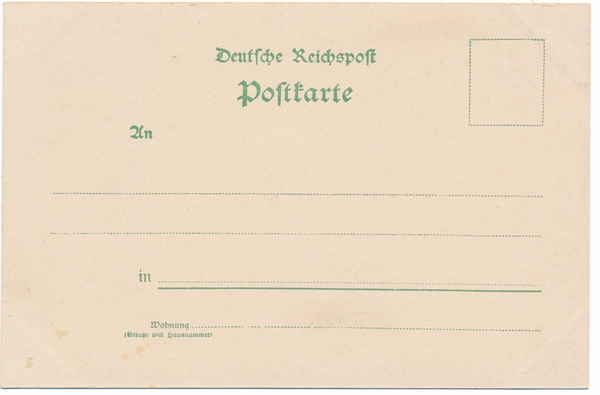 Deutsche Reichspost
Postkarte
An
in
Wohnung
(Straße und Hausnummer)